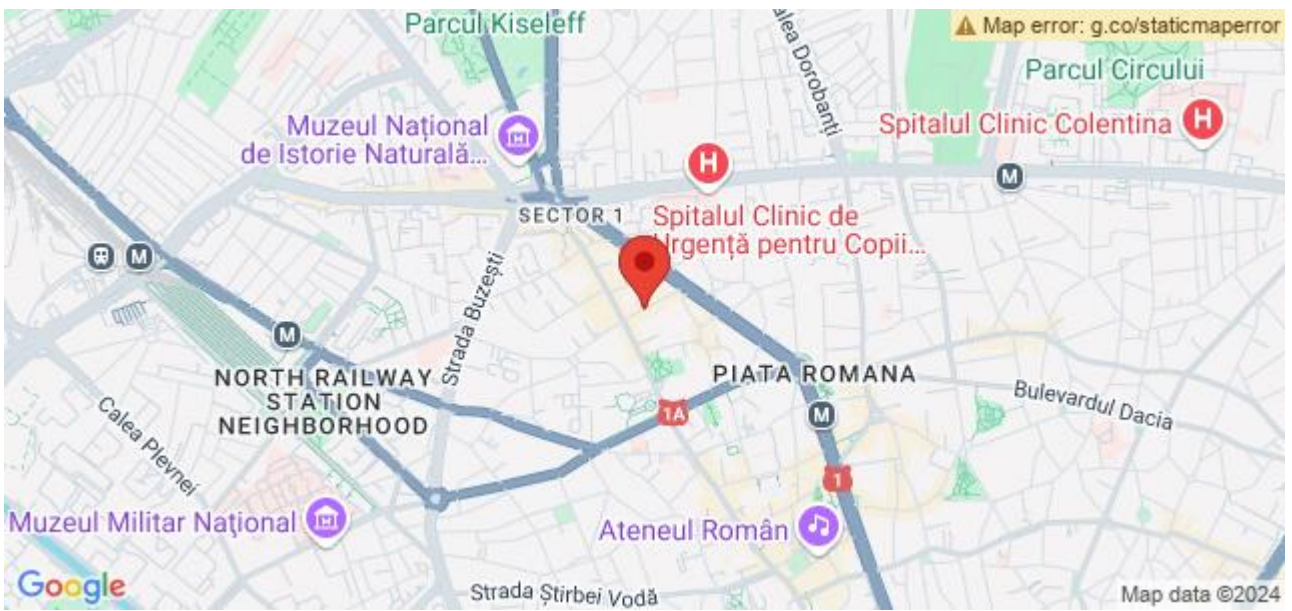 Parcul Kiseleff
Map error: g.co/staticmaperror
Calea Dorobanți
Parcul Circului
Muzeul Național
de Istorie Naturală...
H
Spitalul Clinic Colentina
H
M
SECTOR 1
Spitalul Clinic de
Urgență pentru Copii...
M
Strada Buzești
M
NORTH RAILWAY
STATION
NEIGHBORHOOD
PIATA ROMANA
Bulevardul Dacia
1A
M
Calea Plevnei
1
Muzeul Militar Național
Ateneul Român
Google
Strada Știrbei Vodă
Map data ©2024